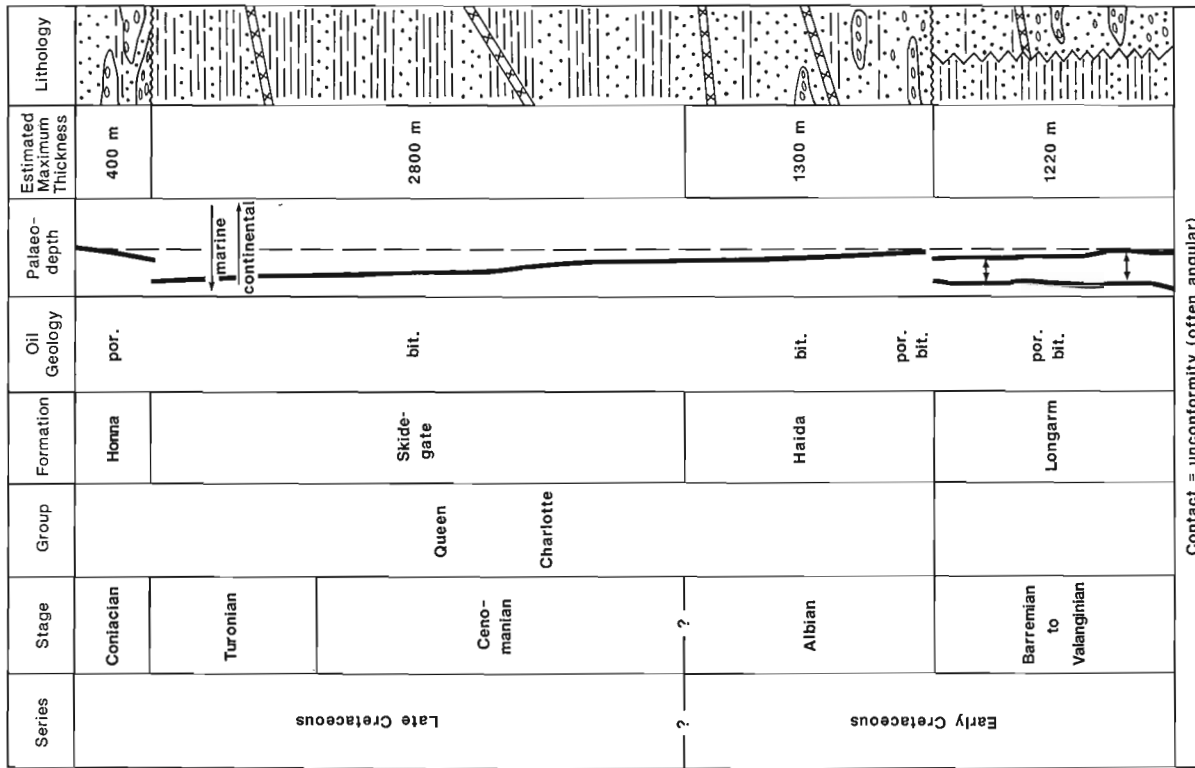 Lithology
Estimated
Maximum
Thickness
Palaeo-
depth
Oil
Geology
Formation
Group
Stage
Series
400 m
2800 m
1300 m
1220 m
marine
continental
por.
bit.
bit.
por.
bit.
por.
bit.
Honna
Skide-
gate
Haida
Longarm
Queen
Charlotte
Coniacian
Turonian
Ceno-
manian
?
Albian
Barremian
to
Valanginian
Late Cretaceous
?
Early Cretaceous
Contact = unconformity (often angular)